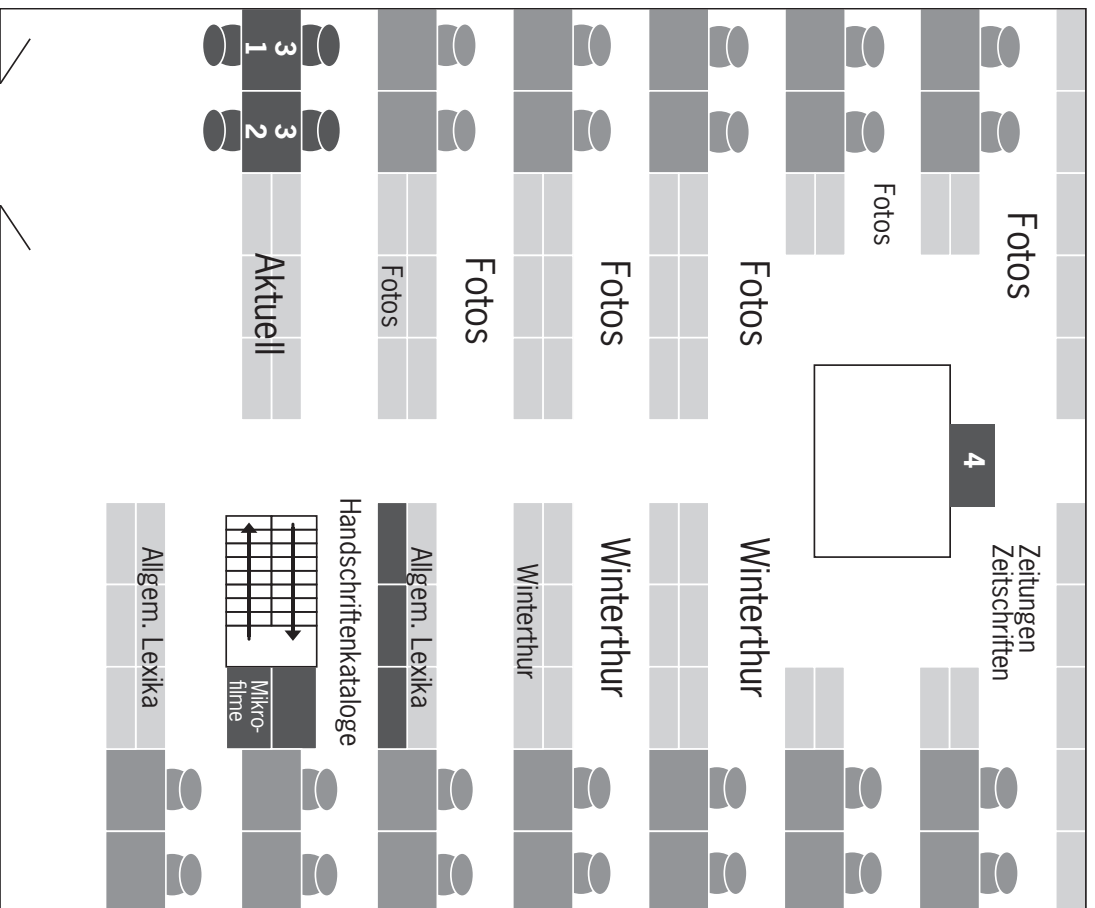 Fotos
Zeitungen
Zeitschriften
4
Fotos
Fotos
Winterthur
Fotos
Winterthur
Winterthur
Fotos
Allgem. Lexika
Fotos
Handschriftenkataloge
3
1
3
2
Aktuell
Mikro-
filme
Allgem. Lexika